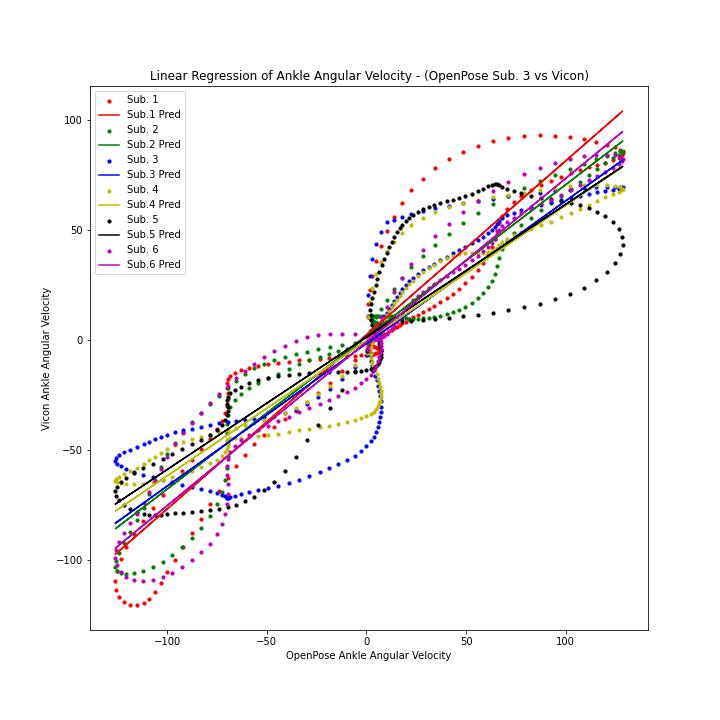 Linear Regression of Ankle Angular Velocity - (OpenPose Sub. 3 vs Vicon)
Sub. 1
Sub.1 Pred
Sub. 2
Sub.2 Pred
Sub. 3
Sub.3 Pred
Sub. 4
Sub.4 Pred
Sub. 5
Sub.5 Pred
Sub. 6
Sub.6 Pred
100
50
0
−50
−100
Vicon Ankle Angular Velocity
−100 −50 0 50 100
OpenPose Ankle Angular Velocity